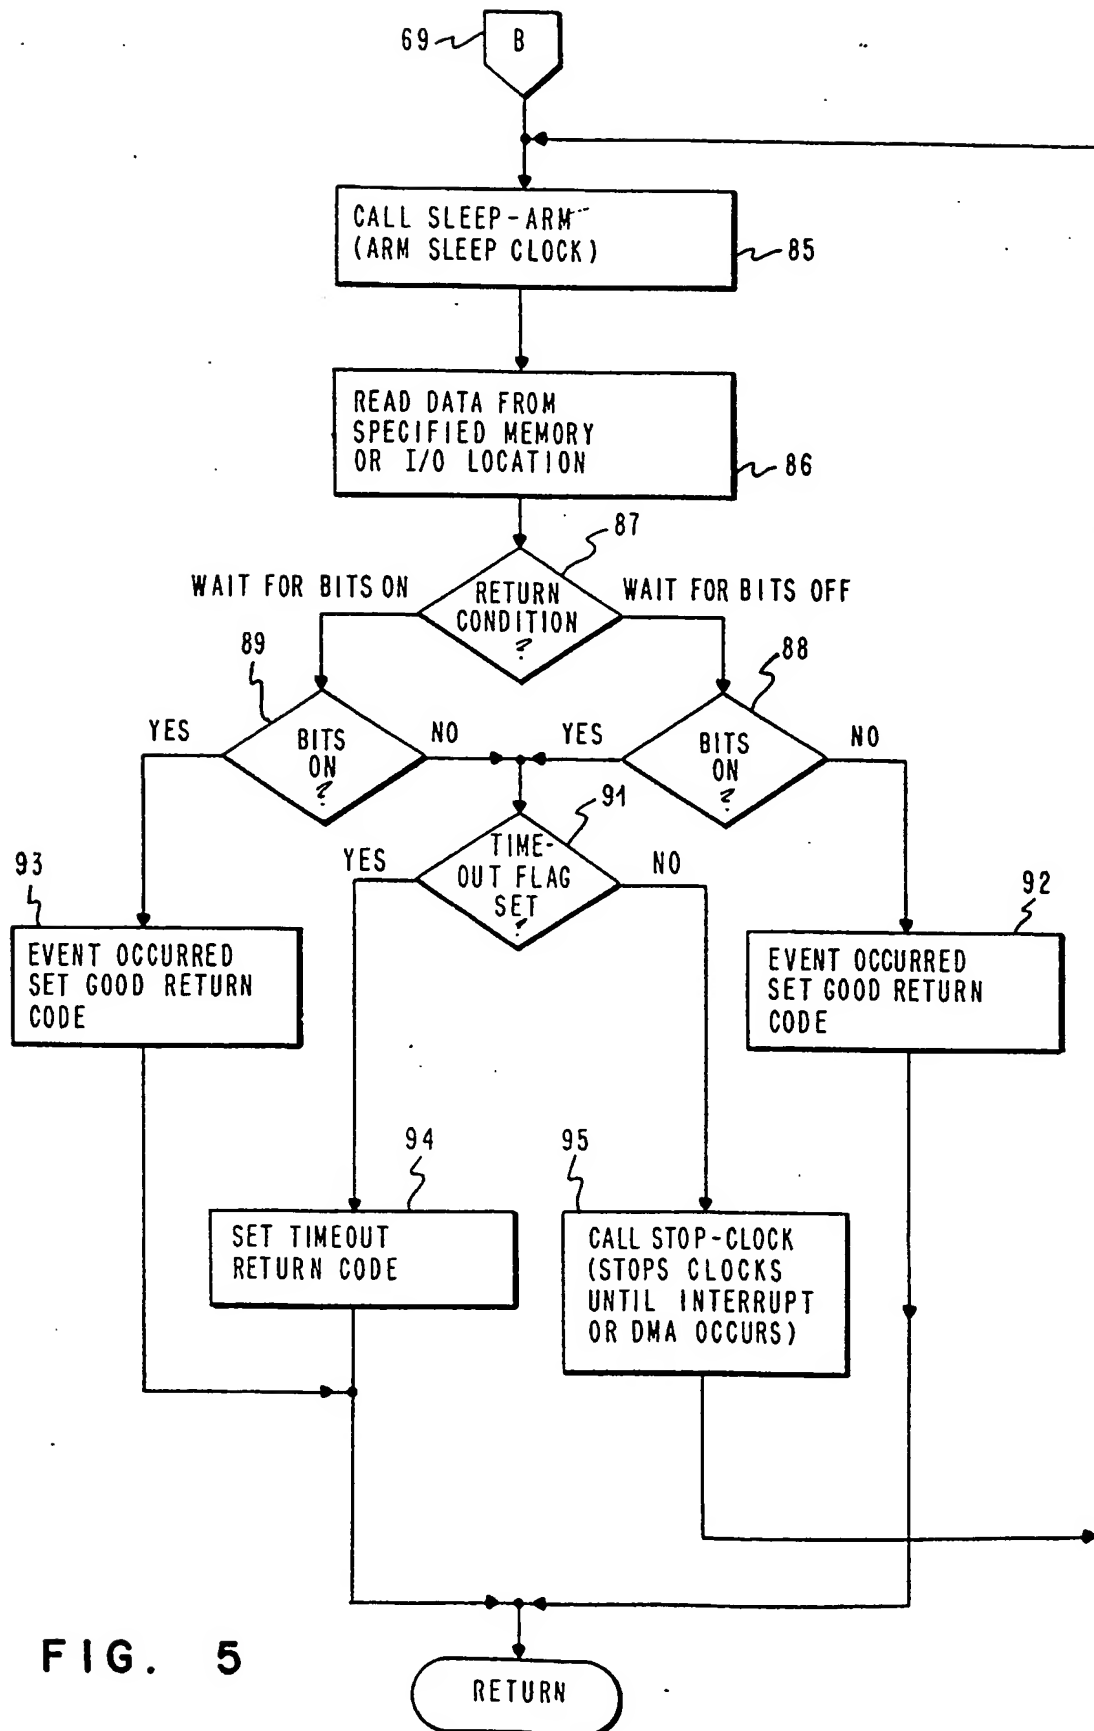 69
B
CALL SLEEP-ARM
(ARM SLEEP CLOCK)
85
READ DATA FROM
SPECIFIED MEMORY
OR I/O LOCATION
86
87
WAIT FOR BITS ON
RETURN
CONDITION
?
WAIT FOR BITS OFF
89
88
YES
BITS
ON
?
NO
YES
BITS
ON
?
NO
91
YES
TIME-
OUT FLAG
SET
?
NO
93
EVENT OCCURRED
SET GOOD RETURN
CODE
92
EVENT OCCURRED
SET GOOD RETURN
CODE
94
SET TIMEOUT
RETURN CODE
95
CALL STOP-CLOCK
(STOPS CLOCKS
UNTIL INTERRUPT
OR DMA OCCURS)
FIG. 5
RETURN